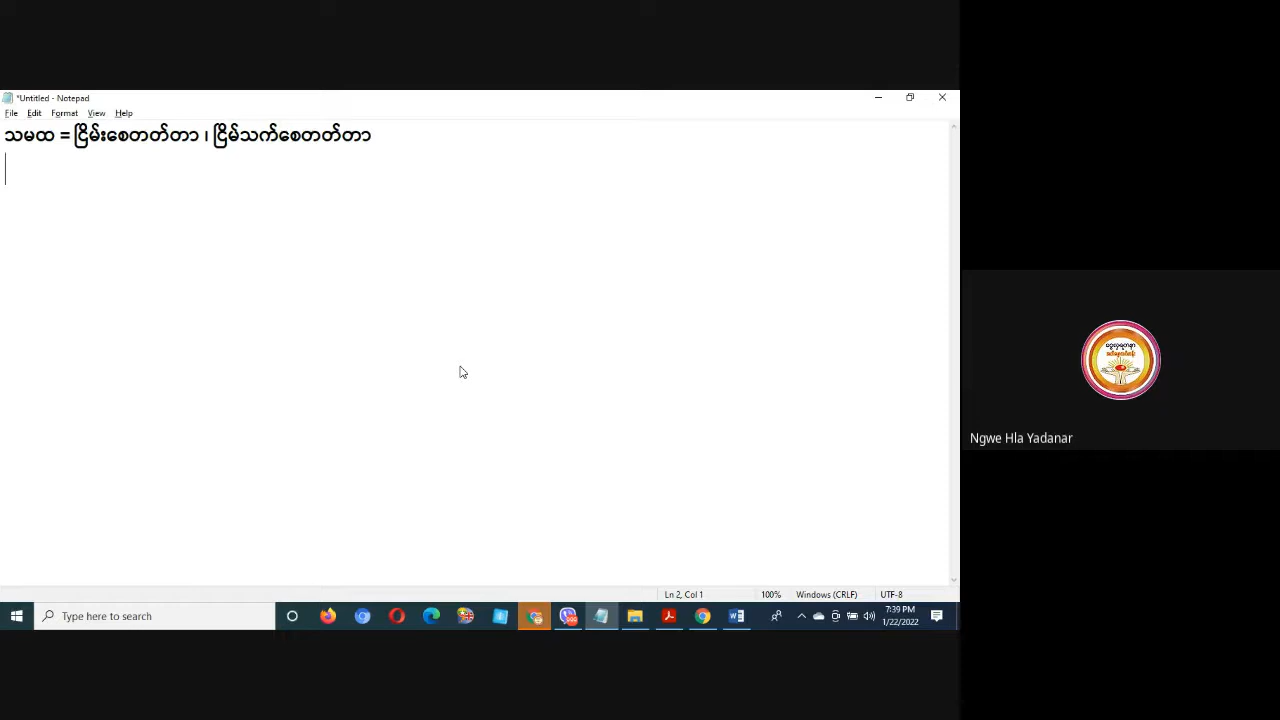 *Untitled - Notepad
File Edit Format View Help
သမထ = ငြိမ်းစေတတ်တာ ၊ ငြိမ်သက်စေတတ်တာ
Ngwe Hla Yadanar
Ln 2, Col 1 100% Windows (CRLF) UTF-8
Type here to search
7:39 PM
1/22/2022